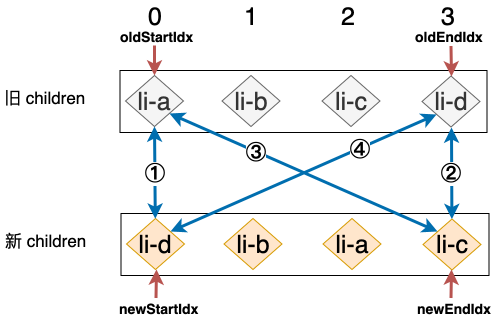 0 1 2 3
oldStartIdx oldEndIdx
旧 children li-a li-b li-c li-d
① ③ ④ ②
新 children li-d li-b li-a li-c
newStartIdx newEndIdx